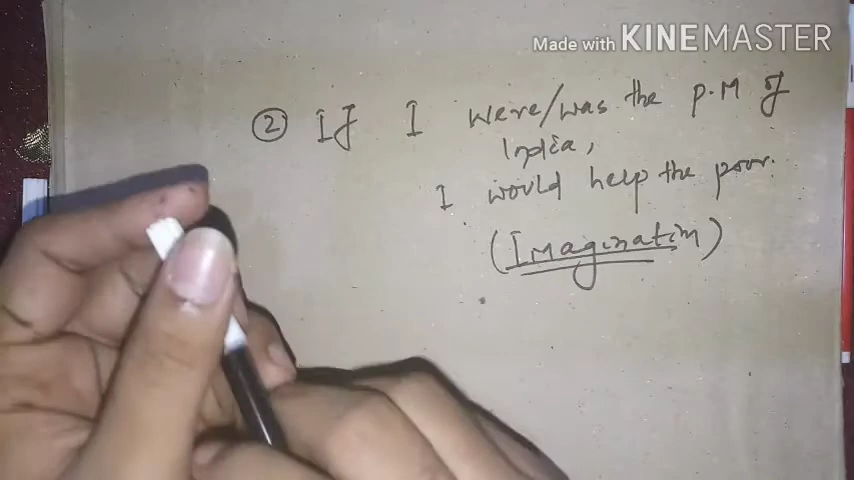 Made with KINEMASTER
② If I were/was the P.M of
India,
I would help the poor.
(Imagination)